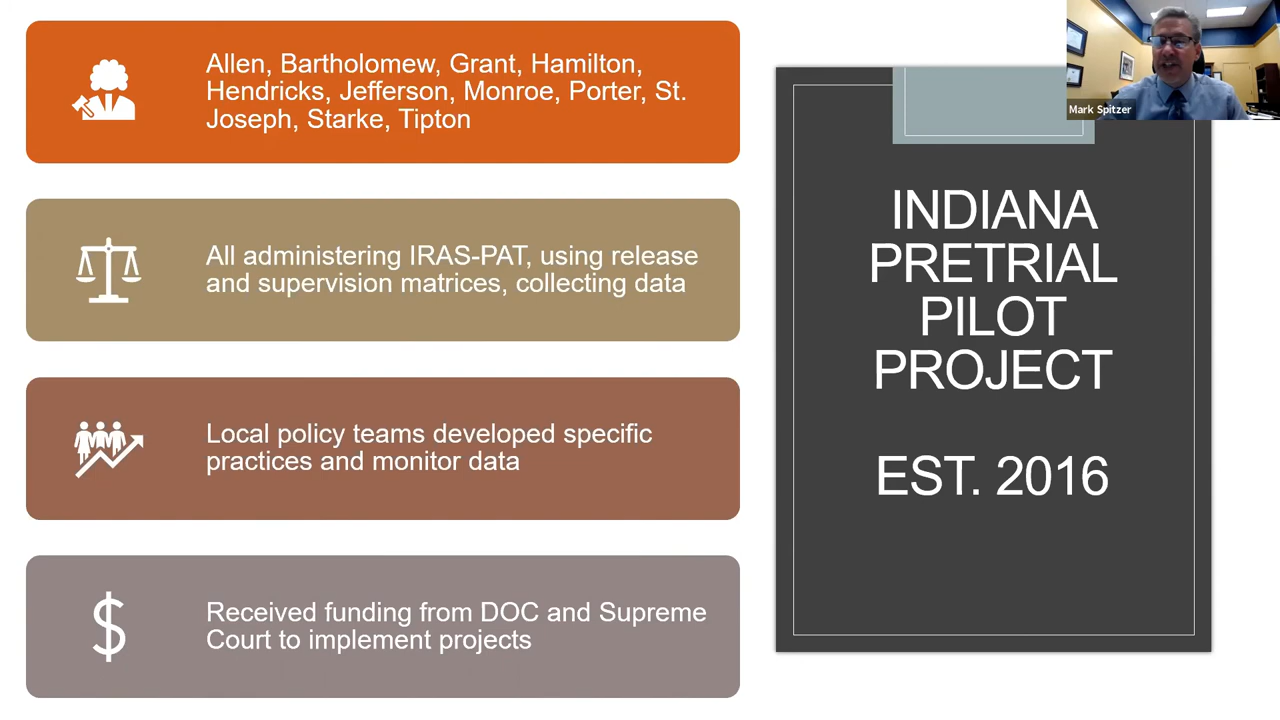 Allen, Bartholomew, Grant, Hamilton,
Hendricks, Jefferson, Monroe, Porter, St.
Joseph, Starke, Tipton
All administering IRAS-PAT, using release
and supervision matrices, collecting data
Local policy teams developed specific
practices and monitor data
$
Received funding from DOC and Supreme
Court to implement projects
Mark Spitzer
INDIANA
PRETRIAL
PILOT
PROJECT
EST. 2016